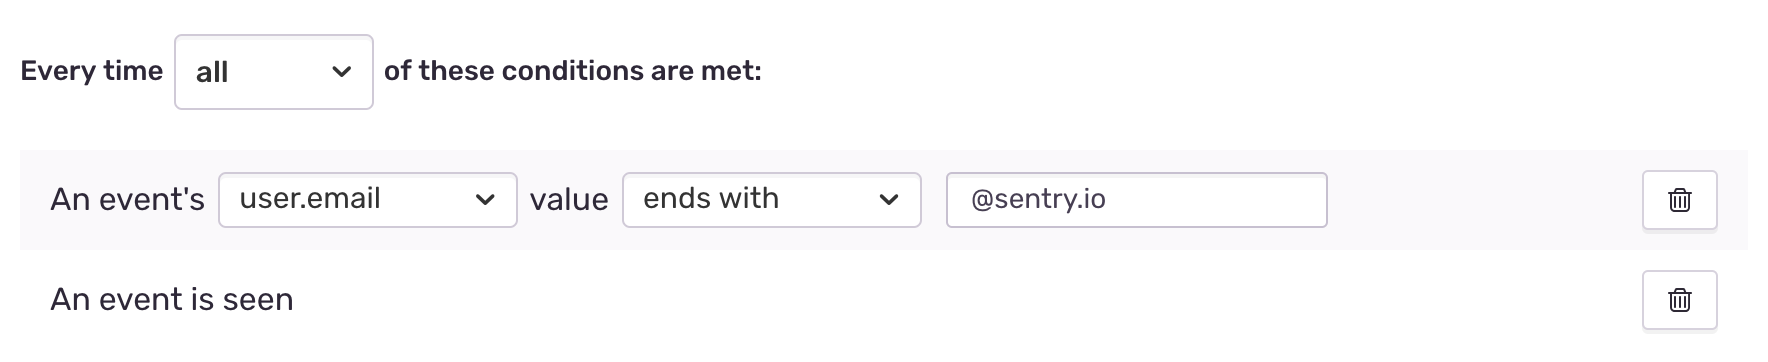 Every time all of these conditions are met:
An event's user.email value ends with @sentry.io
An event is seen